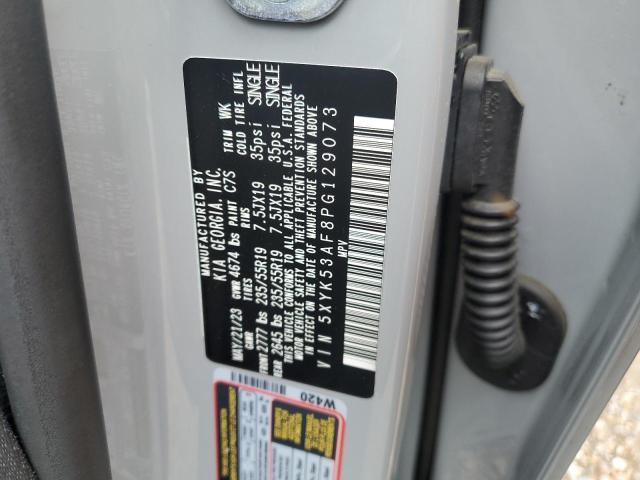 MANUFACTURED BY
KIA GEORGIA, INC.
MAY/21/23 GVWR 4674 lbs PAINT C7S TRIM WK
GAWR TIRES RIMS COLD TIRE INFL
FRONT 2777 lbs 235/55R19 7.5JX19 35psi SINGLE
REAR 2645 lbs 235/55R19 7.5JX19 35psi SINGLE
THIS VEHICLE CONFORMS TO ALL APPLICABLE U.S.A. FEDERAL
MOTOR VEHICLE SAFETY AND THEFT PREVENTION STANDARDS
IN EFFECT ON THE DATE OF MANUFACTURE SHOWN ABOVE
VIN 5XYK53AF8PG129073
MPV
W420